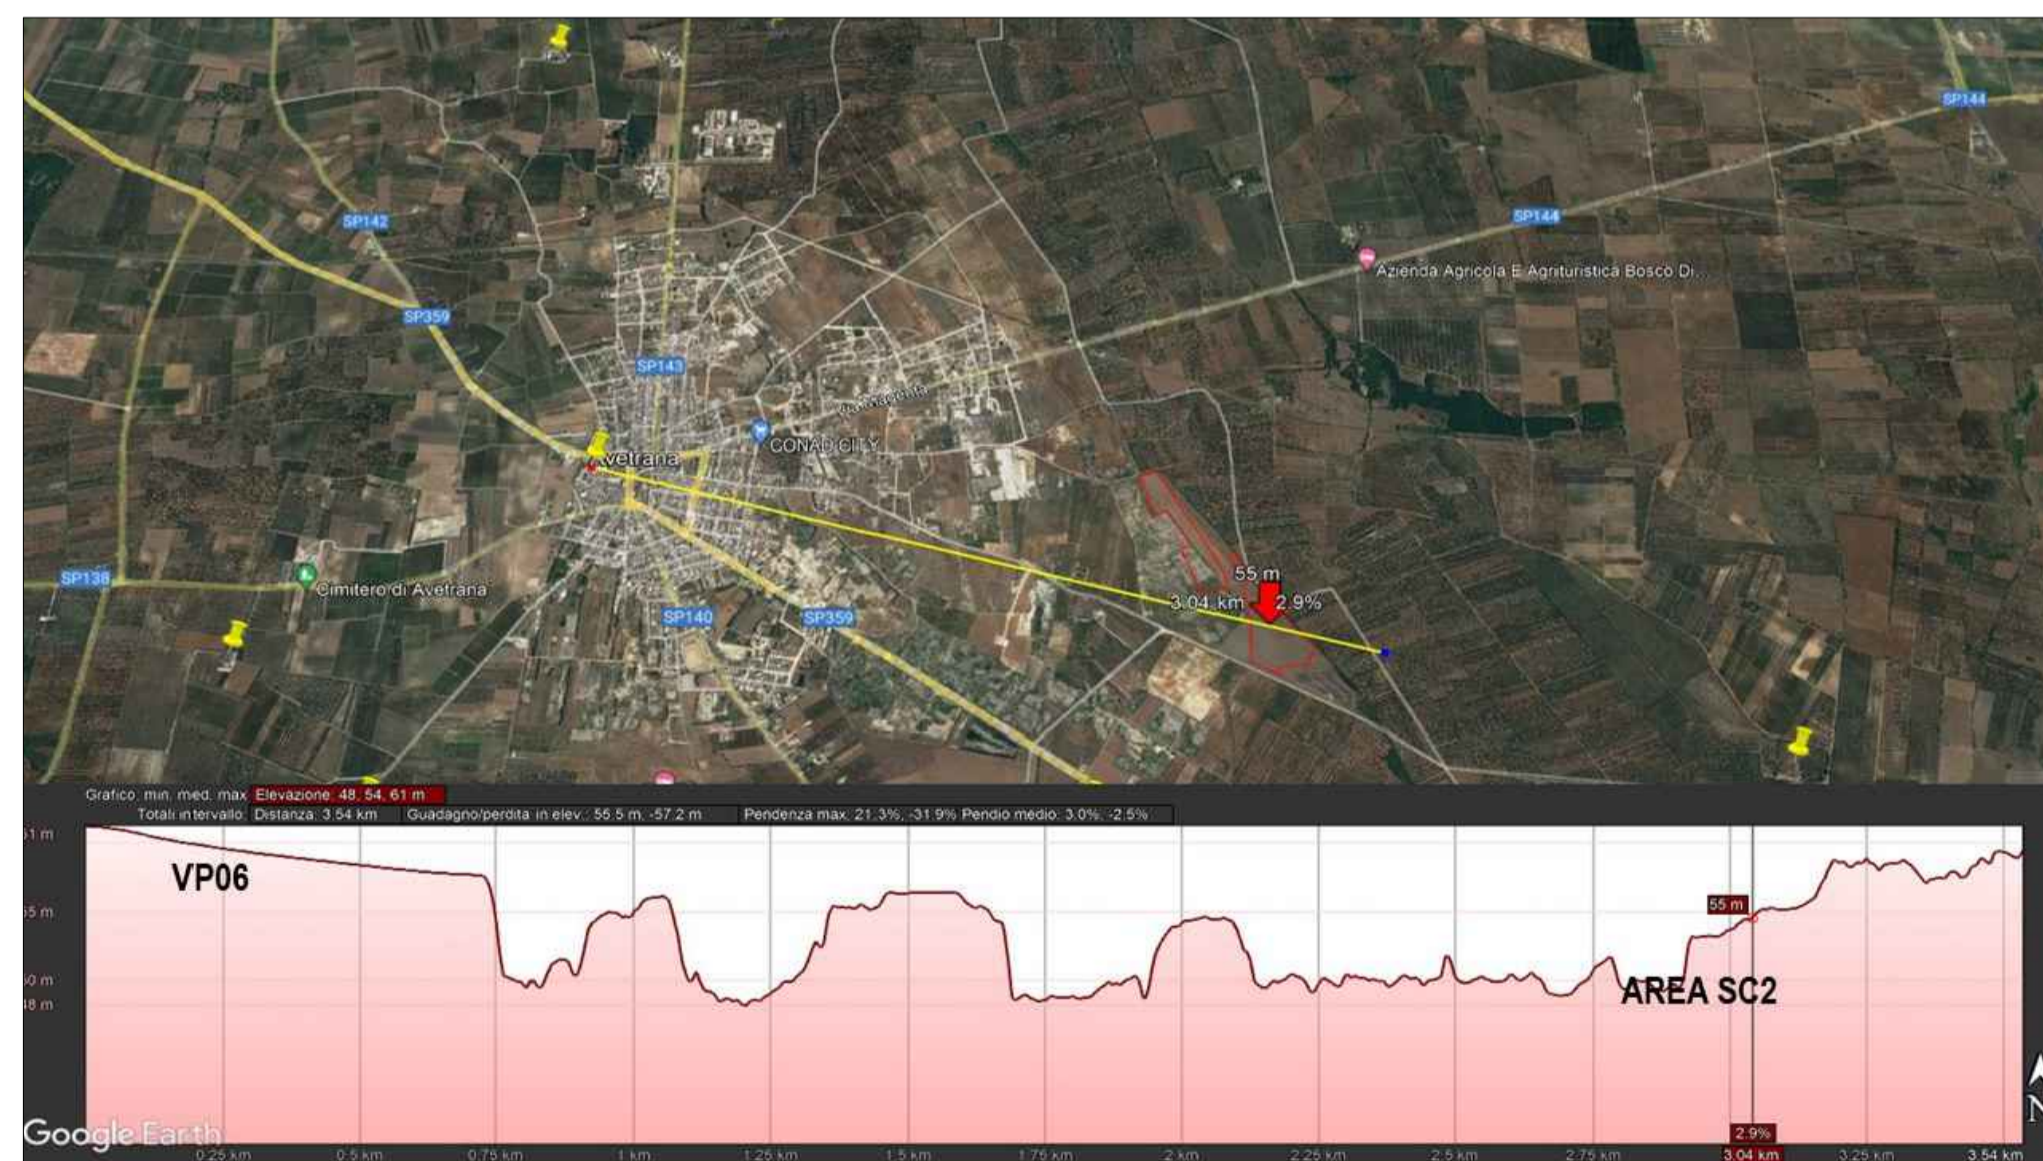 SP144
SP142
SP144
Azienda Agricola E Agrituristica Bosco Di...
SP359
SP143
CONAD CITY
Avetrana
SP138
Cimitero di Avetrana
55 m
3.04 km 2.9%
SP140
SP359
Grafico: min. med. max Elevazione: 48, 54, 61 m
Totali intervallo: Distanza: 3.54 km Guadagno/perdita in elev.: 55.5 m, -57.2 m Pendenza max: 21.3%, -31.9% Pendio medio: 3.0%, -2.5%
VP06
55 m
AREA SC2
N
Google Earth
2.9%
0.25 km 0.5 km 0.75 km 1 km 1.25 km 1.5 km 1.75 km 2 km 2.25 km 2.5 km 2.75 km 3.04 km 3.25 km 3.54 km